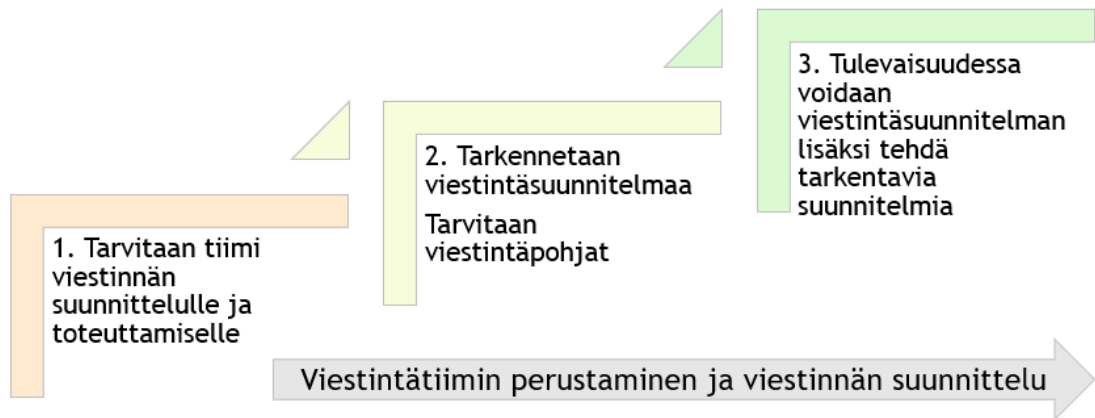 1. Tarvitaan tiimi
viestinnän
suunnittelulle ja
toteuttamiselle
2. Tarkennetaan
viestintäsuunnitelmaa
Tarvitaan
viestintäpohjat
3. Tulevaisuudessa
voidaan
viestintäsuunnitelman
lisäksi tehdä
tarkentavia
suunnitelmia
Viestintätiimin perustaminen ja viestinnän suunnittelu